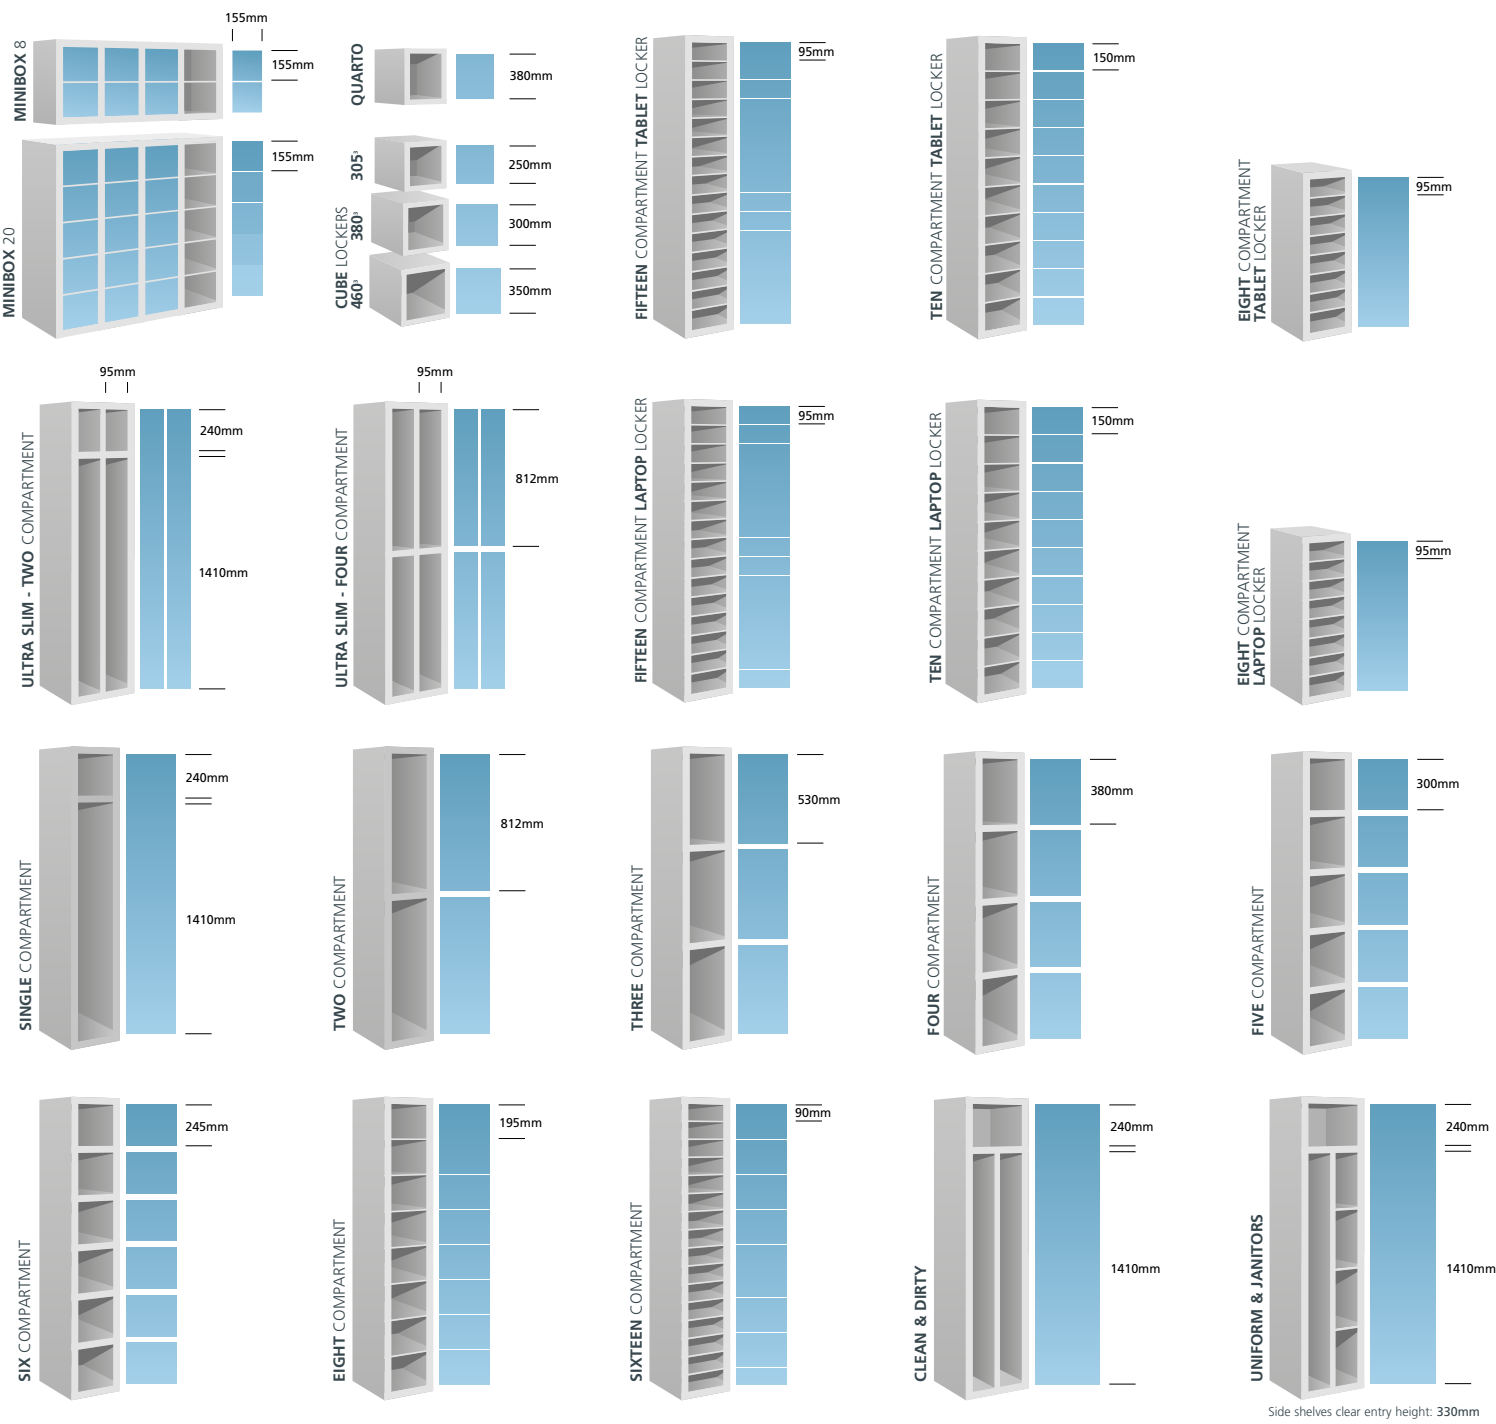 MINIBOX 8
155mm
155mm
MINIBOX 20
155mm
QUARTO
380mm
CUBE LOCKERS
305³
250mm
380³
300mm
460³
350mm
FIFTEEN COMPARTMENT TABLET LOCKER
95mm
TEN COMPARTMENT TABLET LOCKER
150mm
EIGHT COMPARTMENT
TABLET LOCKER
95mm
ULTRA SLIM - TWO COMPARTMENT
95mm
240mm
1410mm
ULTRA SLIM - FOUR COMPARTMENT
95mm
812mm
FIFTEEN COMPARTMENT LAPTOP LOCKER
95mm
TEN COMPARTMENT LAPTOP LOCKER
150mm
EIGHT COMPARTMENT
LAPTOP LOCKER
95mm
SINGLE COMPARTMENT
240mm
1410mm
TWO COMPARTMENT
812mm
THREE COMPARTMENT
530mm
FOUR COMPARTMENT
380mm
FIVE COMPARTMENT
300mm
SIX COMPARTMENT
245mm
EIGHT COMPARTMENT
195mm
SIXTEEN COMPARTMENT
90mm
CLEAN & DIRTY
240mm
1410mm
UNIFORM & JANITORS
240mm
1410mm
Side shelves clear entry height: 330mm